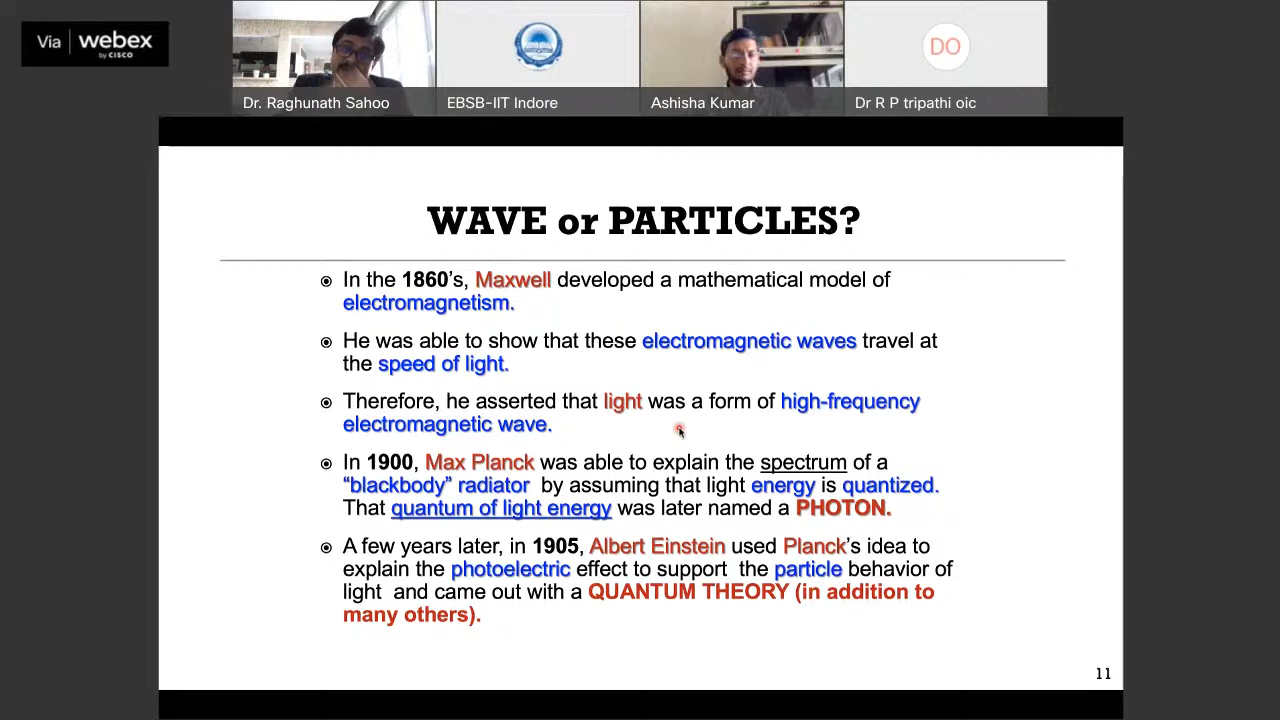 Via | webex
by CISCO
DO
Dr. Raghunath Sahoo
EBSB-IIT Indore
Ashisha Kumar
Dr R P tripathi oic
WAVE or PARTICLES?
In the 1860's, Maxwell developed a mathematical model of
electromagnetism.
He was able to show that these electromagnetic waves travel at
the speed of light.
Therefore, he asserted that light was a form of high-frequency
electromagnetic wave.
In 1900, Max Planck was able to explain the spectrum of a
“blackbody” radiator by assuming that light energy is quantized.
That quantum of light energy was later named a PHOTON.
A few years later, in 1905, Albert Einstein used Planck's idea to
explain the photoelectric effect to support the particle behavior of
light and came out with a QUANTUM THEORY (in addition to
many others).
11